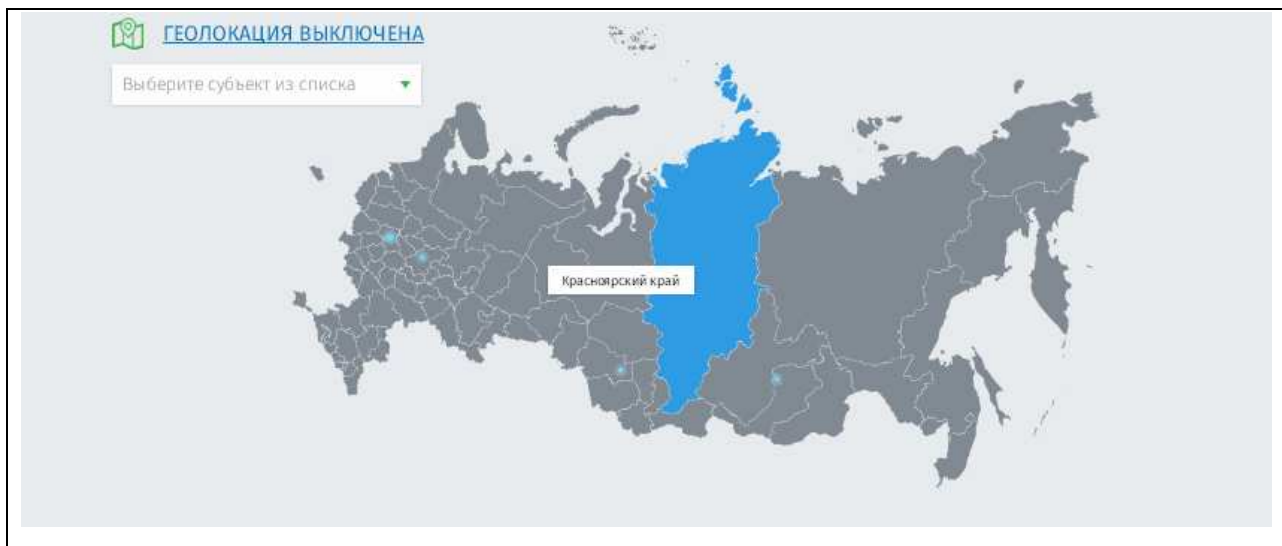 ГЕОЛОКАЦИЯ ВЫКЛЮЧЕНА
Выберите субъект из списка
Красноярский край